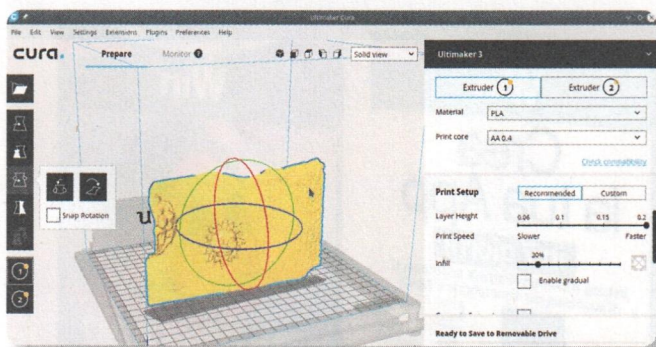 Ultimaker Cura
File Edit View Settings Extensions Plugins Preferences Help
cura.
Prepare
Monitor
Solid view
Ultimaker 3
Extruder 1
Extruder 2
Material
PLA
Print core
AA 0.4
Check compatibility
Print Setup
Recommended
Custom
Layer Height
0.06 0.1 0.15 0.2
Print Speed
Slower
Faster
Infill
20%
Enable gradual
Snap Rotation
u
1
2
Ready to Save to Removable Drive